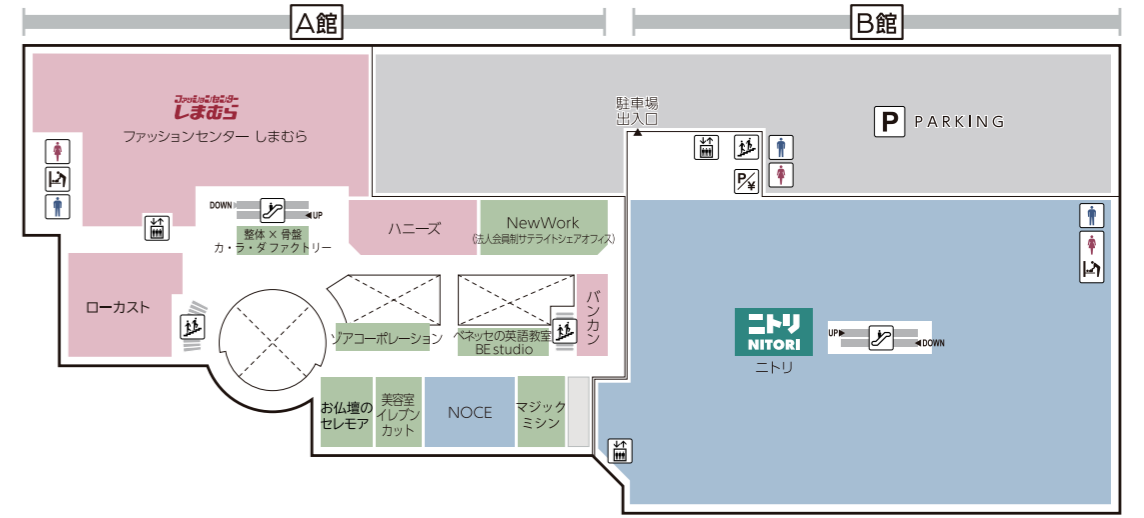 A館
B館
ファッションセンター
しまむら
ファッションセンター しまむら
駐車場
出入口
P PARKING
P/¥
DOWN
UP
整体 × 骨盤
カ・ラ・ダ ファクトリー
ハニーズ
NewWork
(法人会員制サテライトシェアオフィス)
ローカスト
バンカン
ゾアコーポレーション
ベネッセの英語教室
BE studio
ニトリ
NITORI
ニトリ
UP
DOWN
お仏壇の
セレモア
美容室
イレブン
カット
NOCE
マジック
ミシン